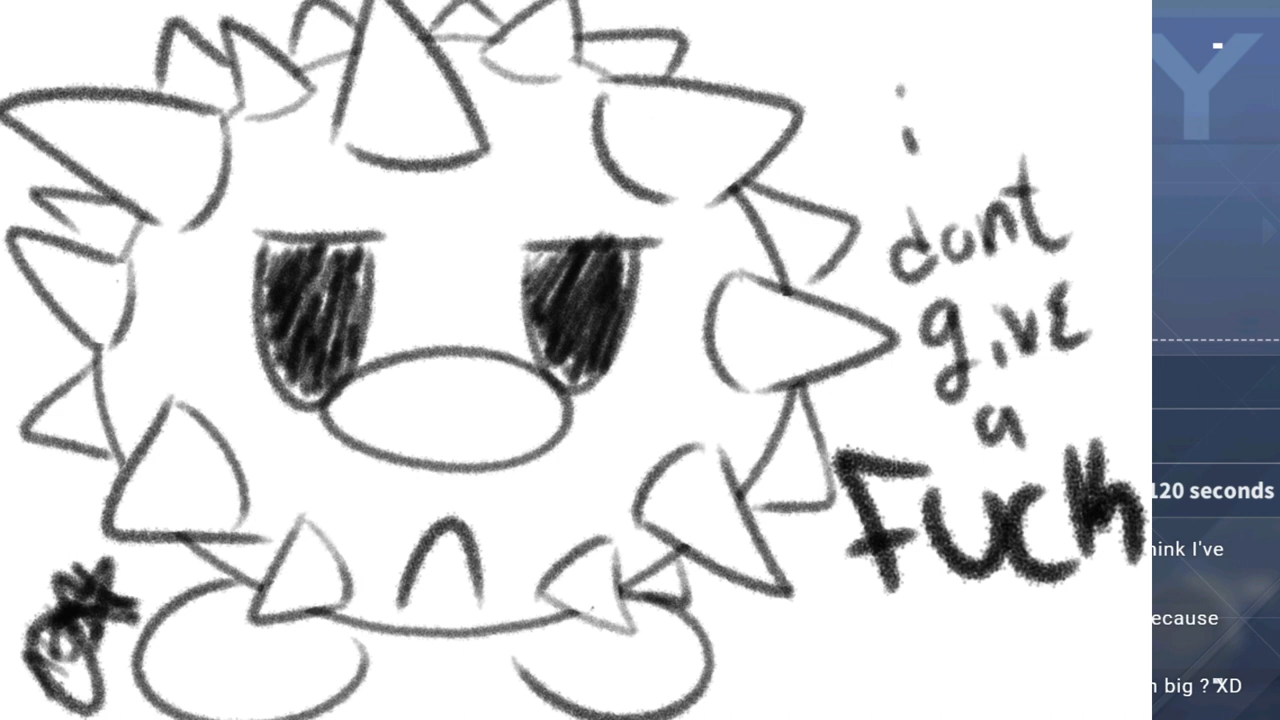 Y
i
dont
give
a
FUCK
120 seconds
hink I've
ecause
big ? XD